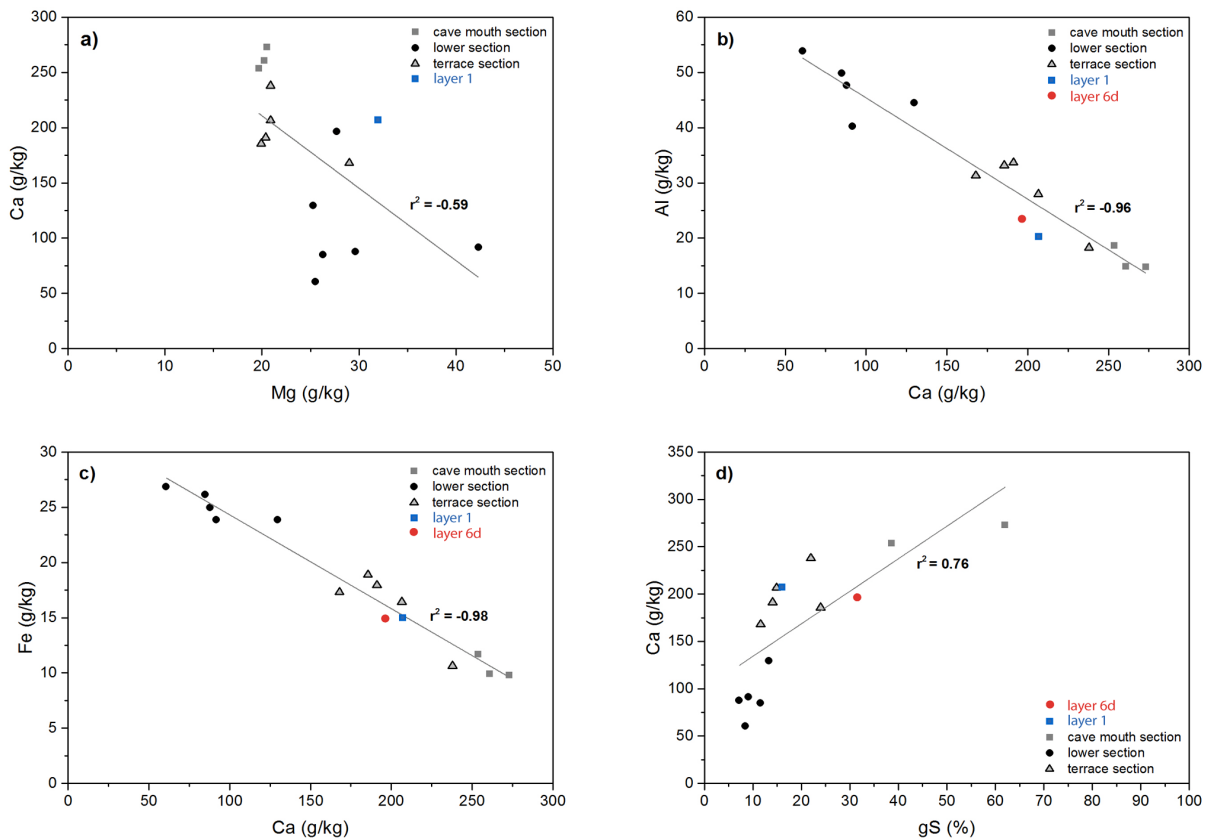 a)
cave mouth section
lower section
terrace section
layer 1
r² = -0.59
300
250
200
150
100
50
0
Ca (g/kg)
0 10 20 30 40 50
Mg (g/kg)
b)
cave mouth section
lower section
terrace section
layer 1
layer 6d
r² = -0.96
60
50
40
30
20
10
0
Al (g/kg)
0 50 100 150 200 250 300
Ca (g/kg)
c)
cave mouth section
lower section
terrace section
layer 1
layer 6d
r² = -0.98
30
25
20
15
10
5
0
Fe (g/kg)
0 50 100 150 200 250 300
Ca (g/kg)
d)
r² = 0.76
layer 6d
layer 1
cave mouth section
lower section
terrace section
350
300
250
200
150
100
50
0
Ca (g/kg)
0 10 20 30 40 50 60 70 80 90 100
gS (%)